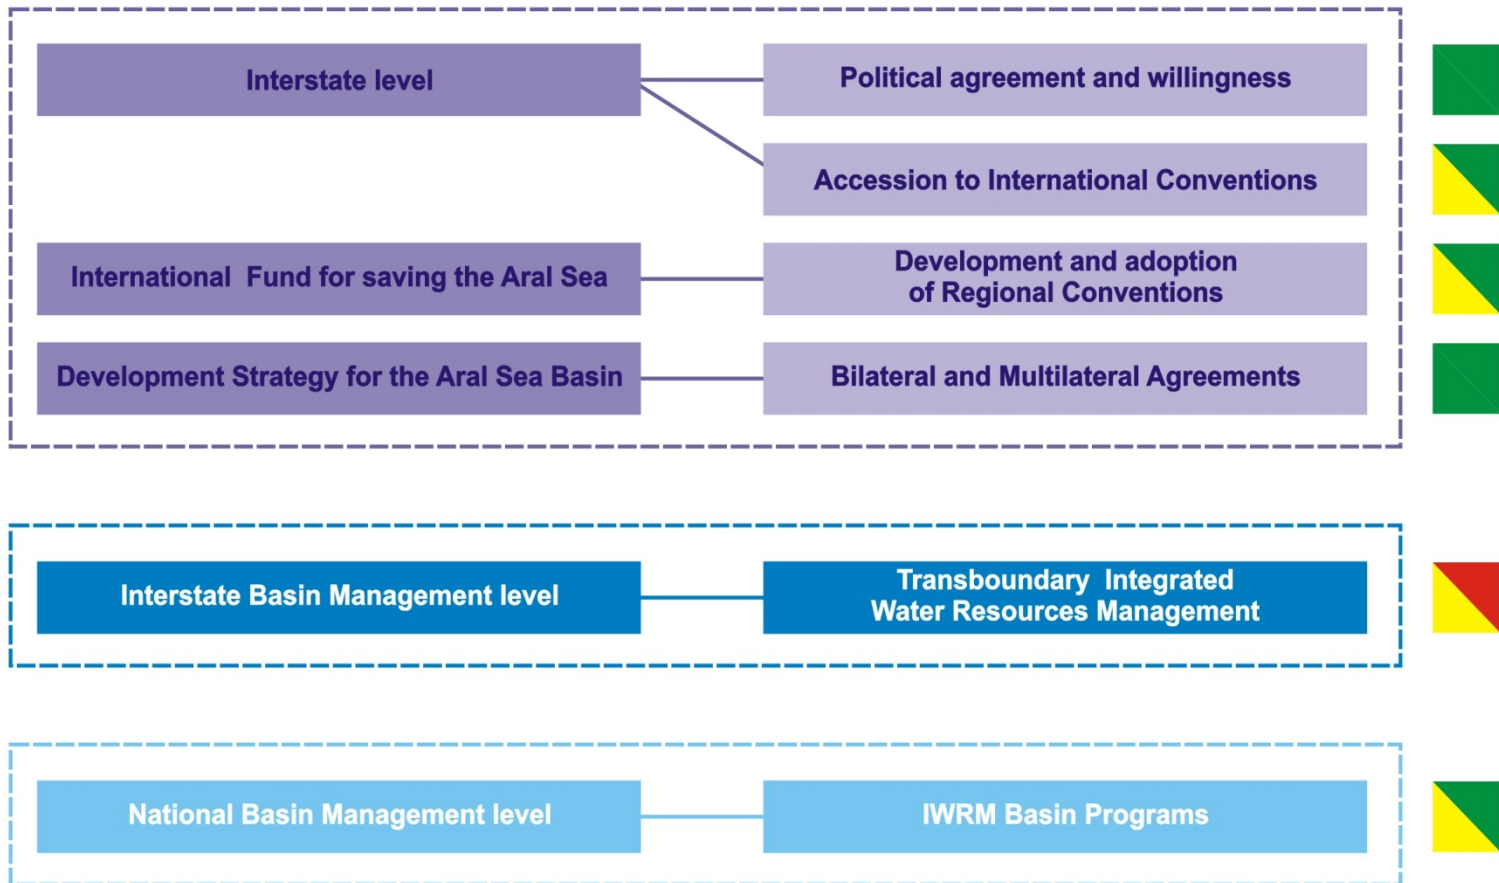 Interstate level
Political agreement and willingness
Accession to International Conventions
International Fund for saving the Aral Sea
Development and adoption
of Regional Conventions
Development Strategy for the Aral Sea Basin
Bilateral and Multilateral Agreements
Interstate Basin Management level
Transboundary Integrated
Water Resources Management
National Basin Management level
IWRM Basin Programs